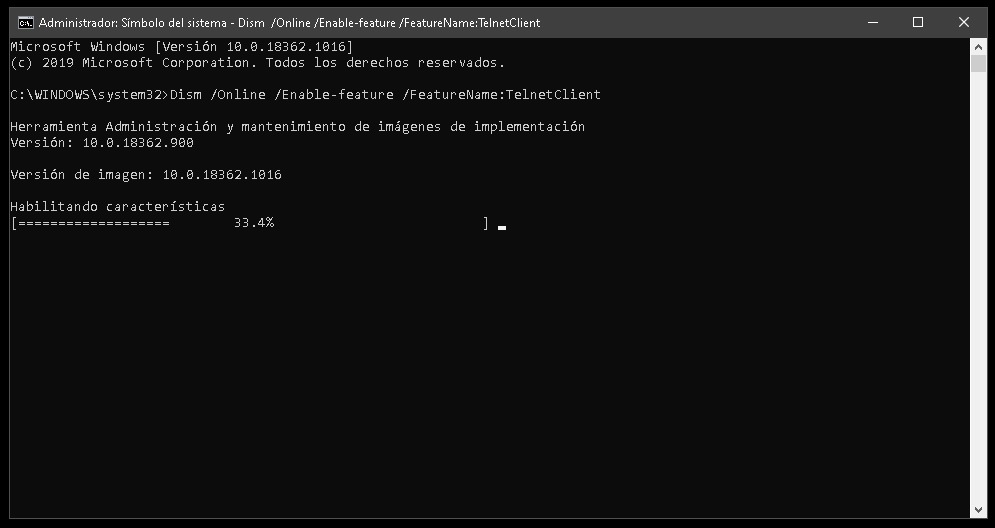 Administrador: Símbolo del sistema - Dism  /Online /Enable-feature /FeatureName:TelnetClient
Microsoft Windows [Versión 10.0.18362.1016]
(c) 2019 Microsoft Corporation. Todos los derechos reservados.
C:\WINDOWS\system32>Dism /Online /Enable-feature /FeatureName:TelnetClient
Herramienta Administración y mantenimiento de imágenes de implementación
Versión: 10.0.18362.900
Versión de imagen: 10.0.18362.1016
Habilitando características
[===================        33.4%                          ]